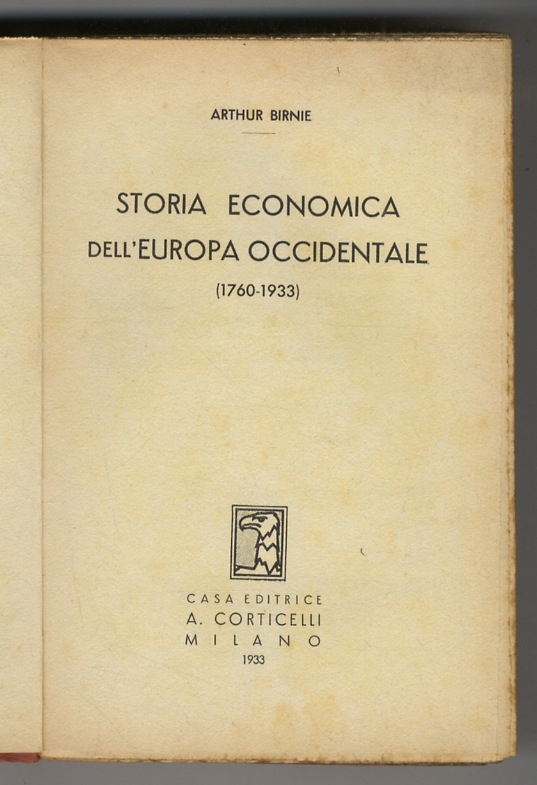 ARTHUR BIRNIE
STORIA ECONOMICA
DELL'EUROPA OCCIDENTALE
(1760-1933)
CASA EDITRICE
A. CORTICELLI
MILANO
1933